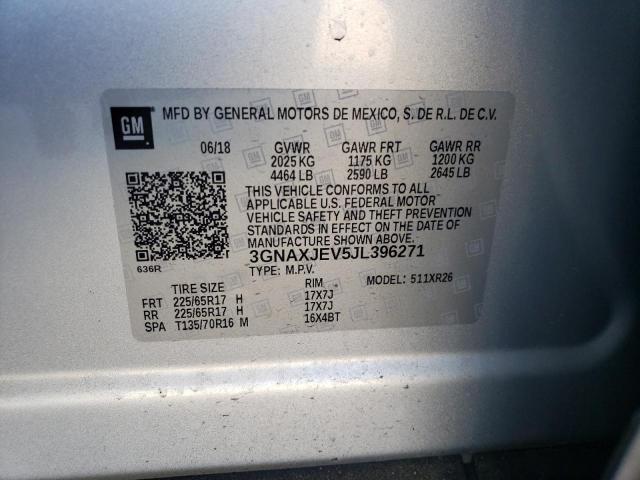 GM MFD BY GENERAL MOTORS DE MEXICO, S. DE R.L. DE C.V.
06/18 GVWR GAWR FRT GAWR RR
2025 KG 1175 KG 1200 KG
4464 LB 2590 LB 2645 LB
THIS VEHICLE CONFORMS TO ALL
APPLICABLE U.S. FEDERAL MOTOR
VEHICLE SAFETY AND THEFT PREVENTION
STANDARDS IN EFFECT ON THE DATE OF
MANUFACTURE SHOWN ABOVE.
636R 3GNAXJEV5JL396271
TYPE: M.P.V. MODEL: 511XR26
TIRE SIZE RIM
FRT 225/65R17 H 17X7J
RR 225/65R17 H 17X7J
SPA T135/70R16 M 16X4BT